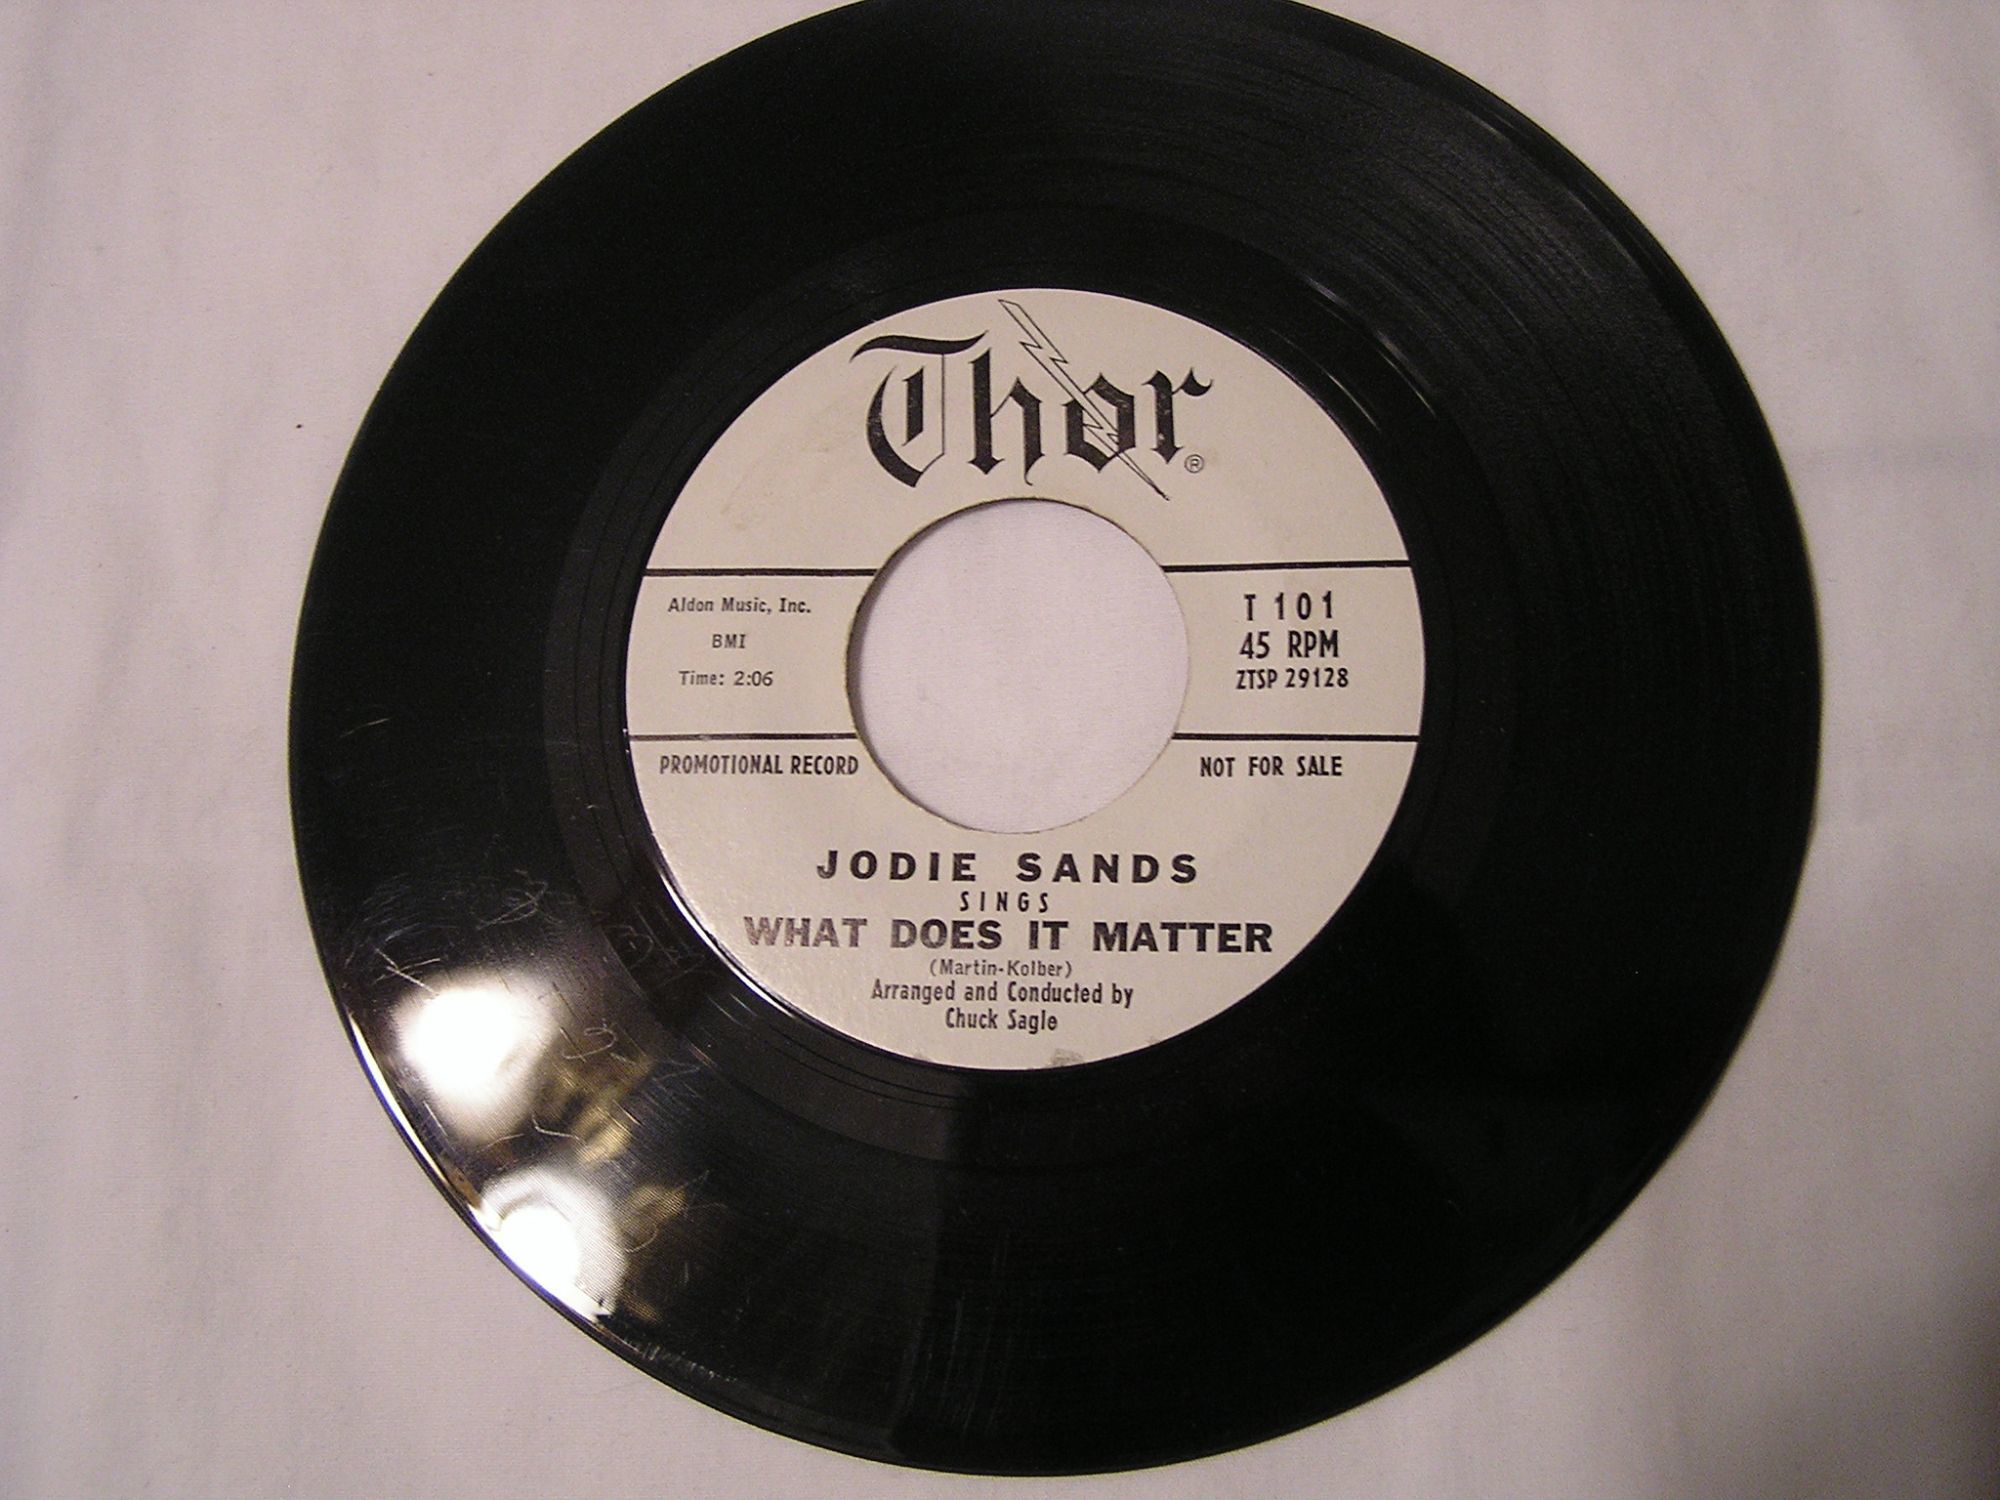 Thor ®
Aldon Music, Inc.
BMI
Time: 2:06
T 101
45 RPM
ZTSP 29128
PROMOTIONAL RECORD
NOT FOR SALE
JODIE SANDS
SINGS
WHAT DOES IT MATTER
(Martin-Kolber)
Arranged and Conducted by
Chuck Sagle